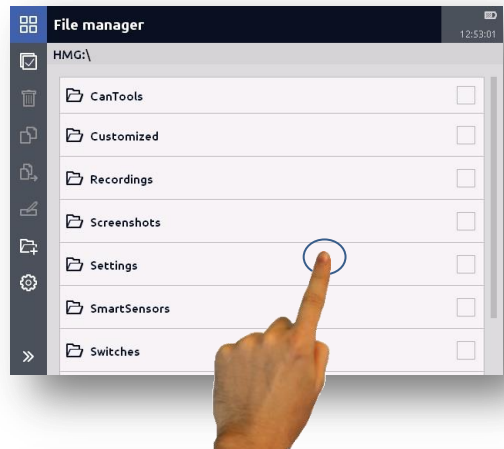 File manager
12:53:01
HMG:\
CanTools
Customized
Recordings
Screenshots
Settings
SmartSensors
Switches